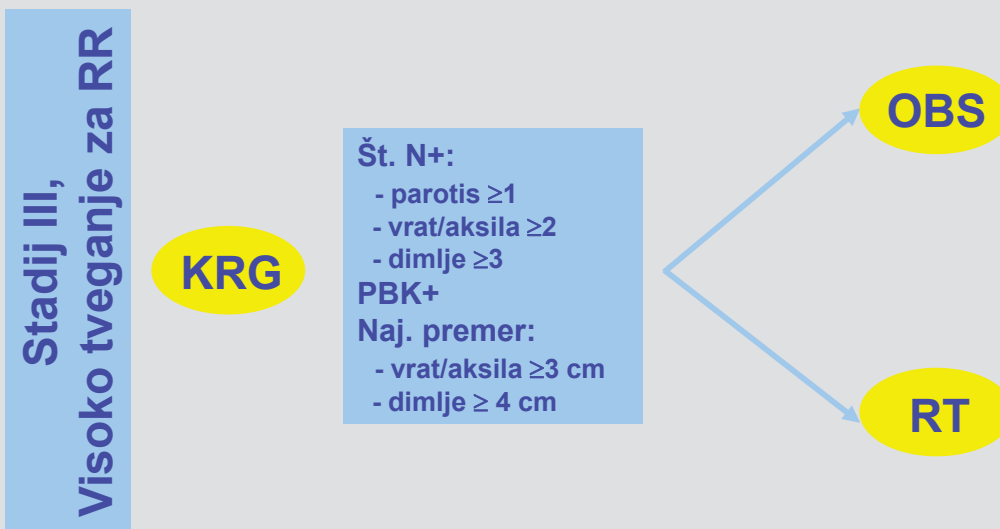 Stadij III,
Visoko tveganje za RR
KRG
Št. N+:
- parotis ≥1
- vrat/aksila ≥2
- dimlje ≥3
PBK+
Naj. premer:
- vrat/aksila ≥3 cm
- dimlje ≥ 4 cm
OBS
RT